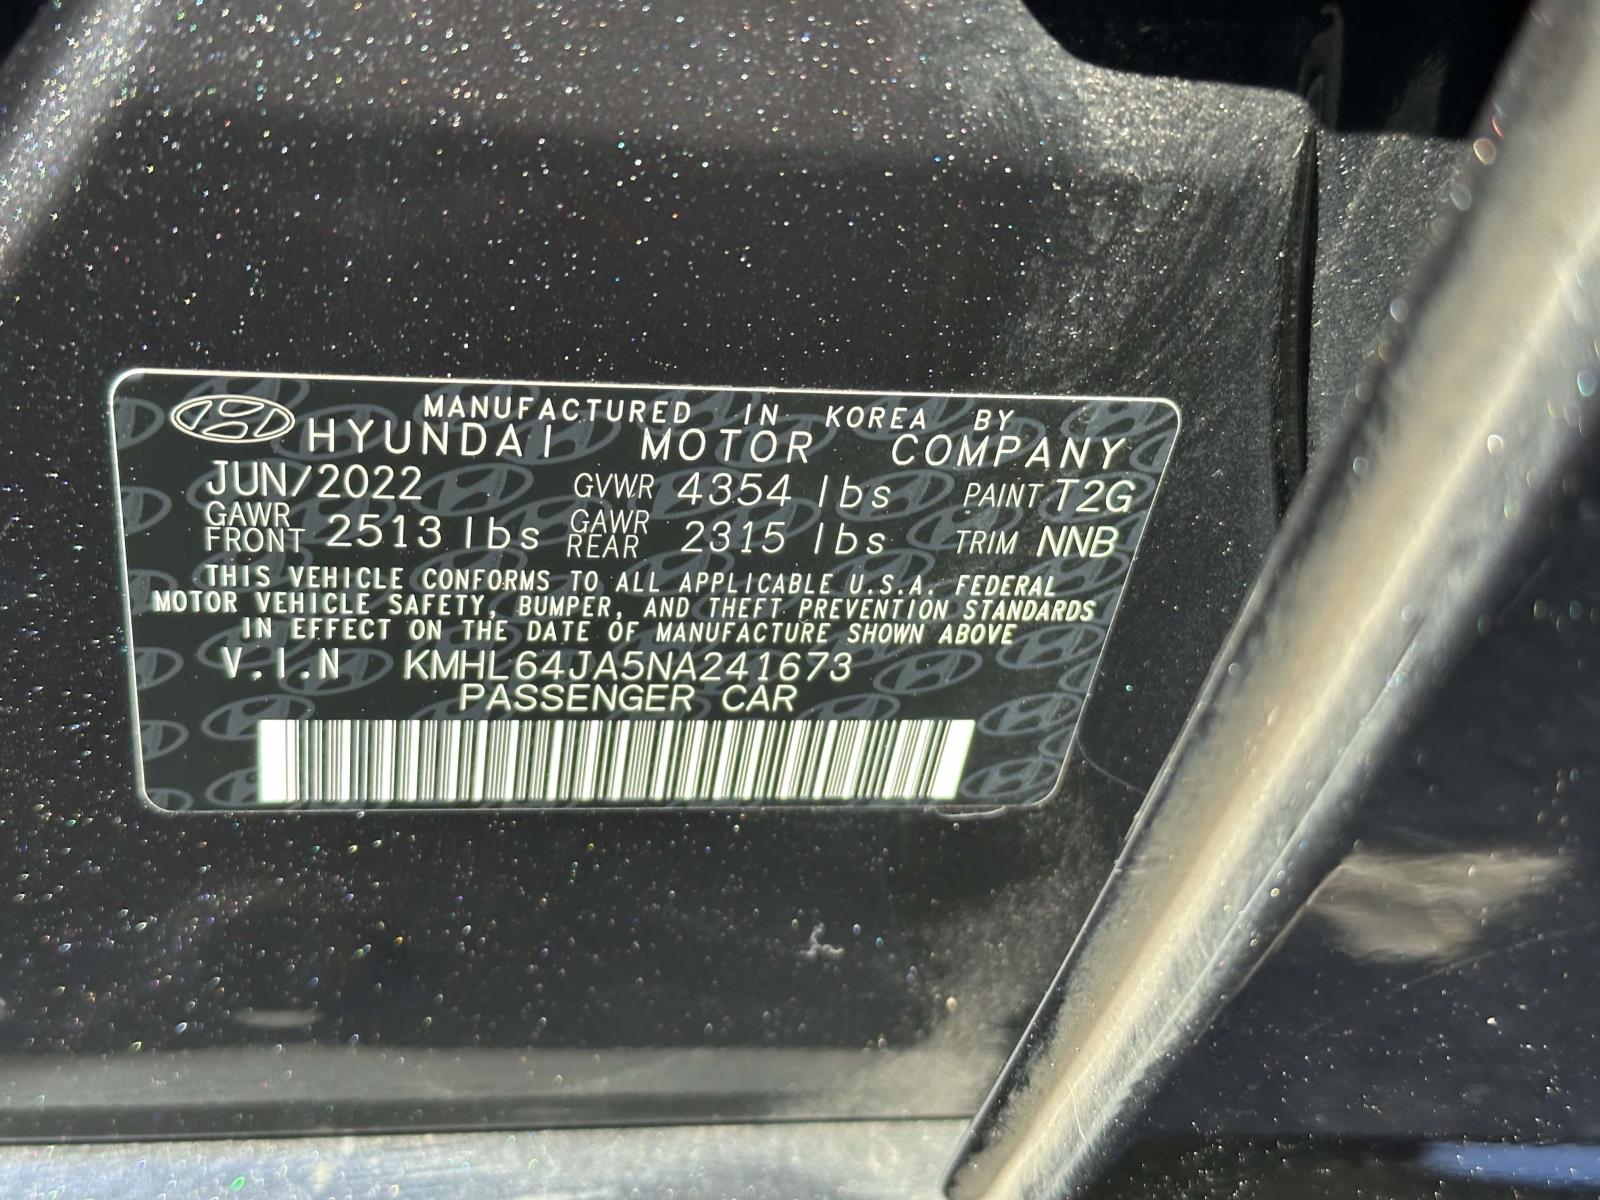 MANUFACTURED IN KOREA BY
HYUNDAI MOTOR COMPANY
JUN/2022 GVWR 4354 lbs PAINT T2G
GAWR FRONT 2513 lbs GAWR REAR 2315 lbs TRIM NNB
THIS VEHICLE CONFORMS TO ALL APPLICABLE U.S.A. FEDERAL
MOTOR VEHICLE SAFETY, BUMPER, AND THEFT PREVENTION STANDARDS
IN EFFECT ON THE DATE OF MANUFACTURE SHOWN ABOVE
V.I.N KMHL64JA5NA241673
PASSENGER CAR